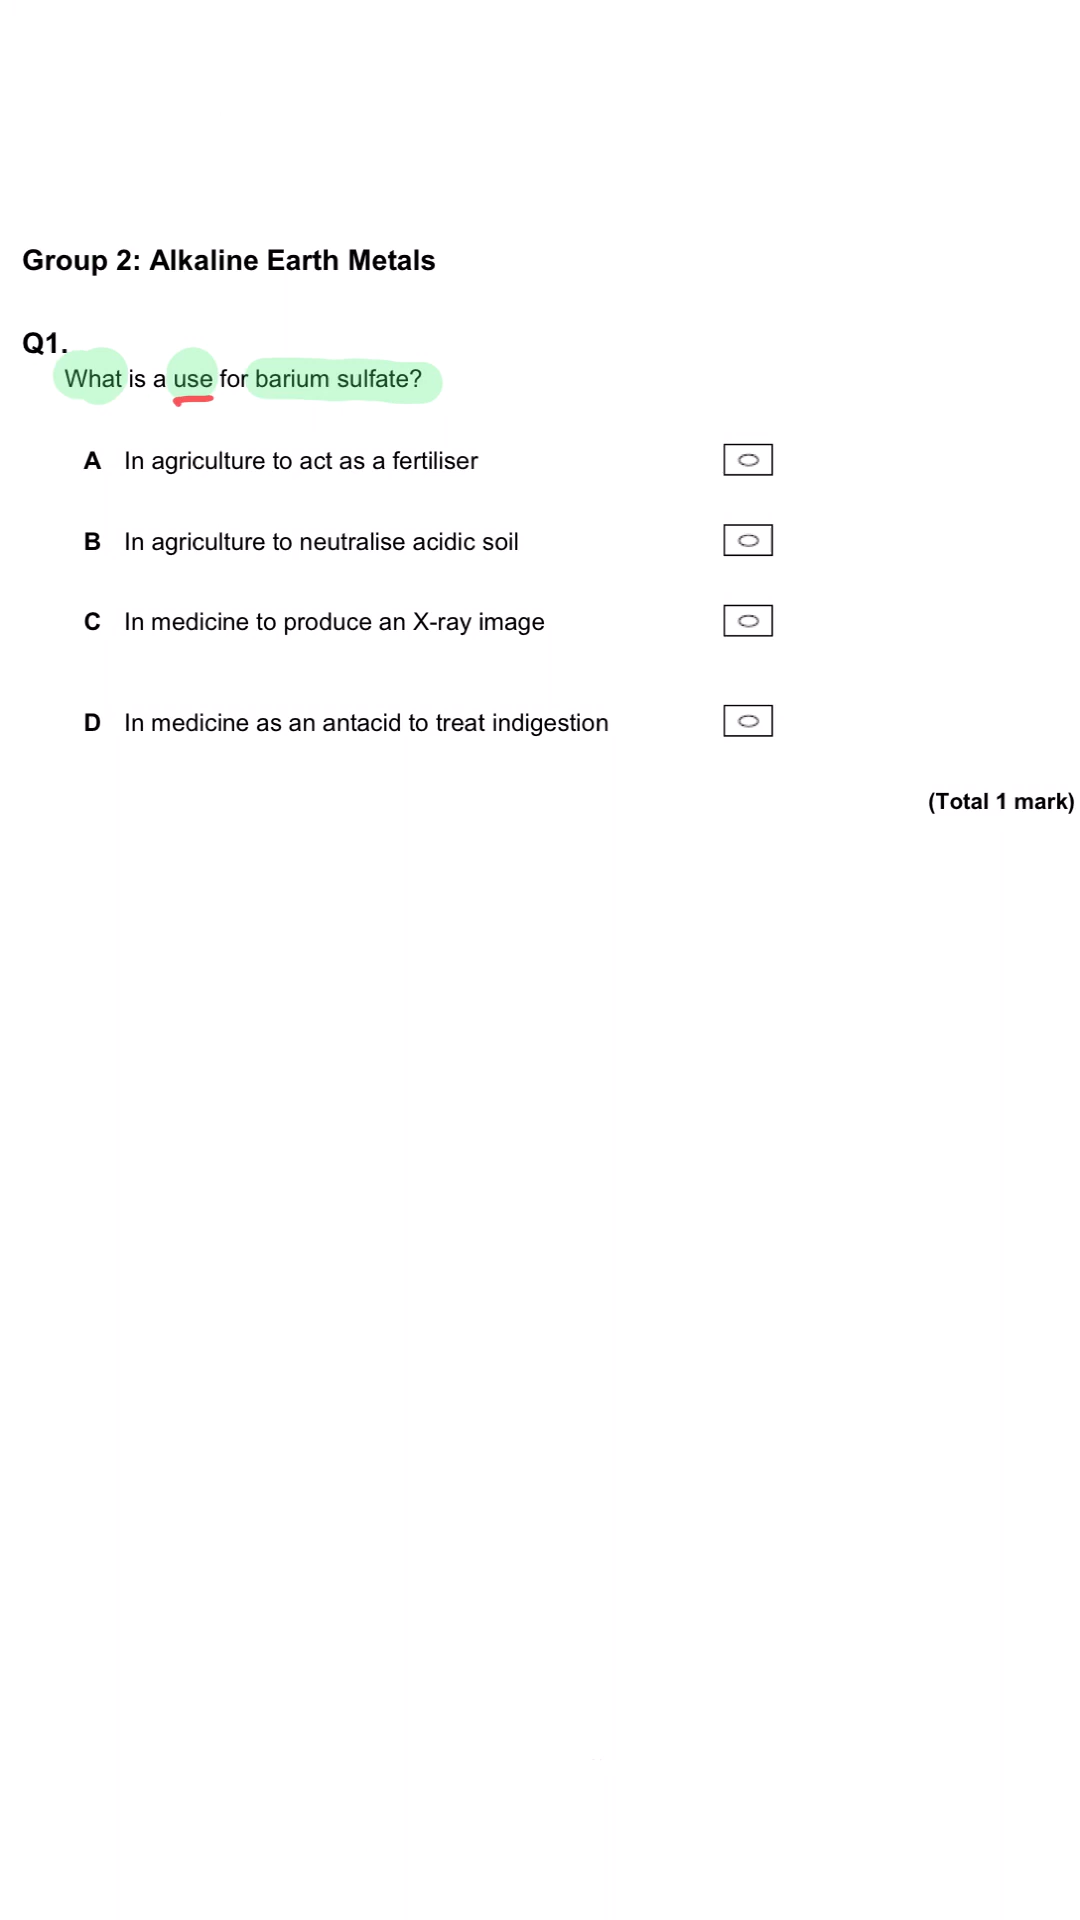 Group 2: Alkaline Earth Metals
Q1.
What is a use for barium sulfate?
A In agriculture to act as a fertiliser
B In agriculture to neutralise acidic soil
C In medicine to produce an X-ray image
D In medicine as an antacid to treat indigestion
(Total 1 mark)